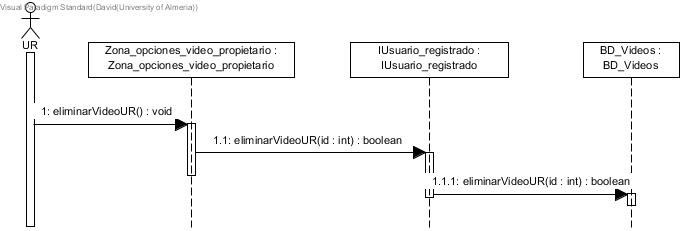 Visual Paradigm Standard(David(University of Almeria))
UR
Zona_opciones_video_propietario :
Zona_opciones_video_propietario
IUsuario_registrado :
IUsuario_registrado
BD_Videos :
BD_Videos
1: eliminarVideoUR() : void
1.1: eliminarVideoUR(id : int) : boolean
1.1.1: eliminarVideoUR(id : int) : boolean